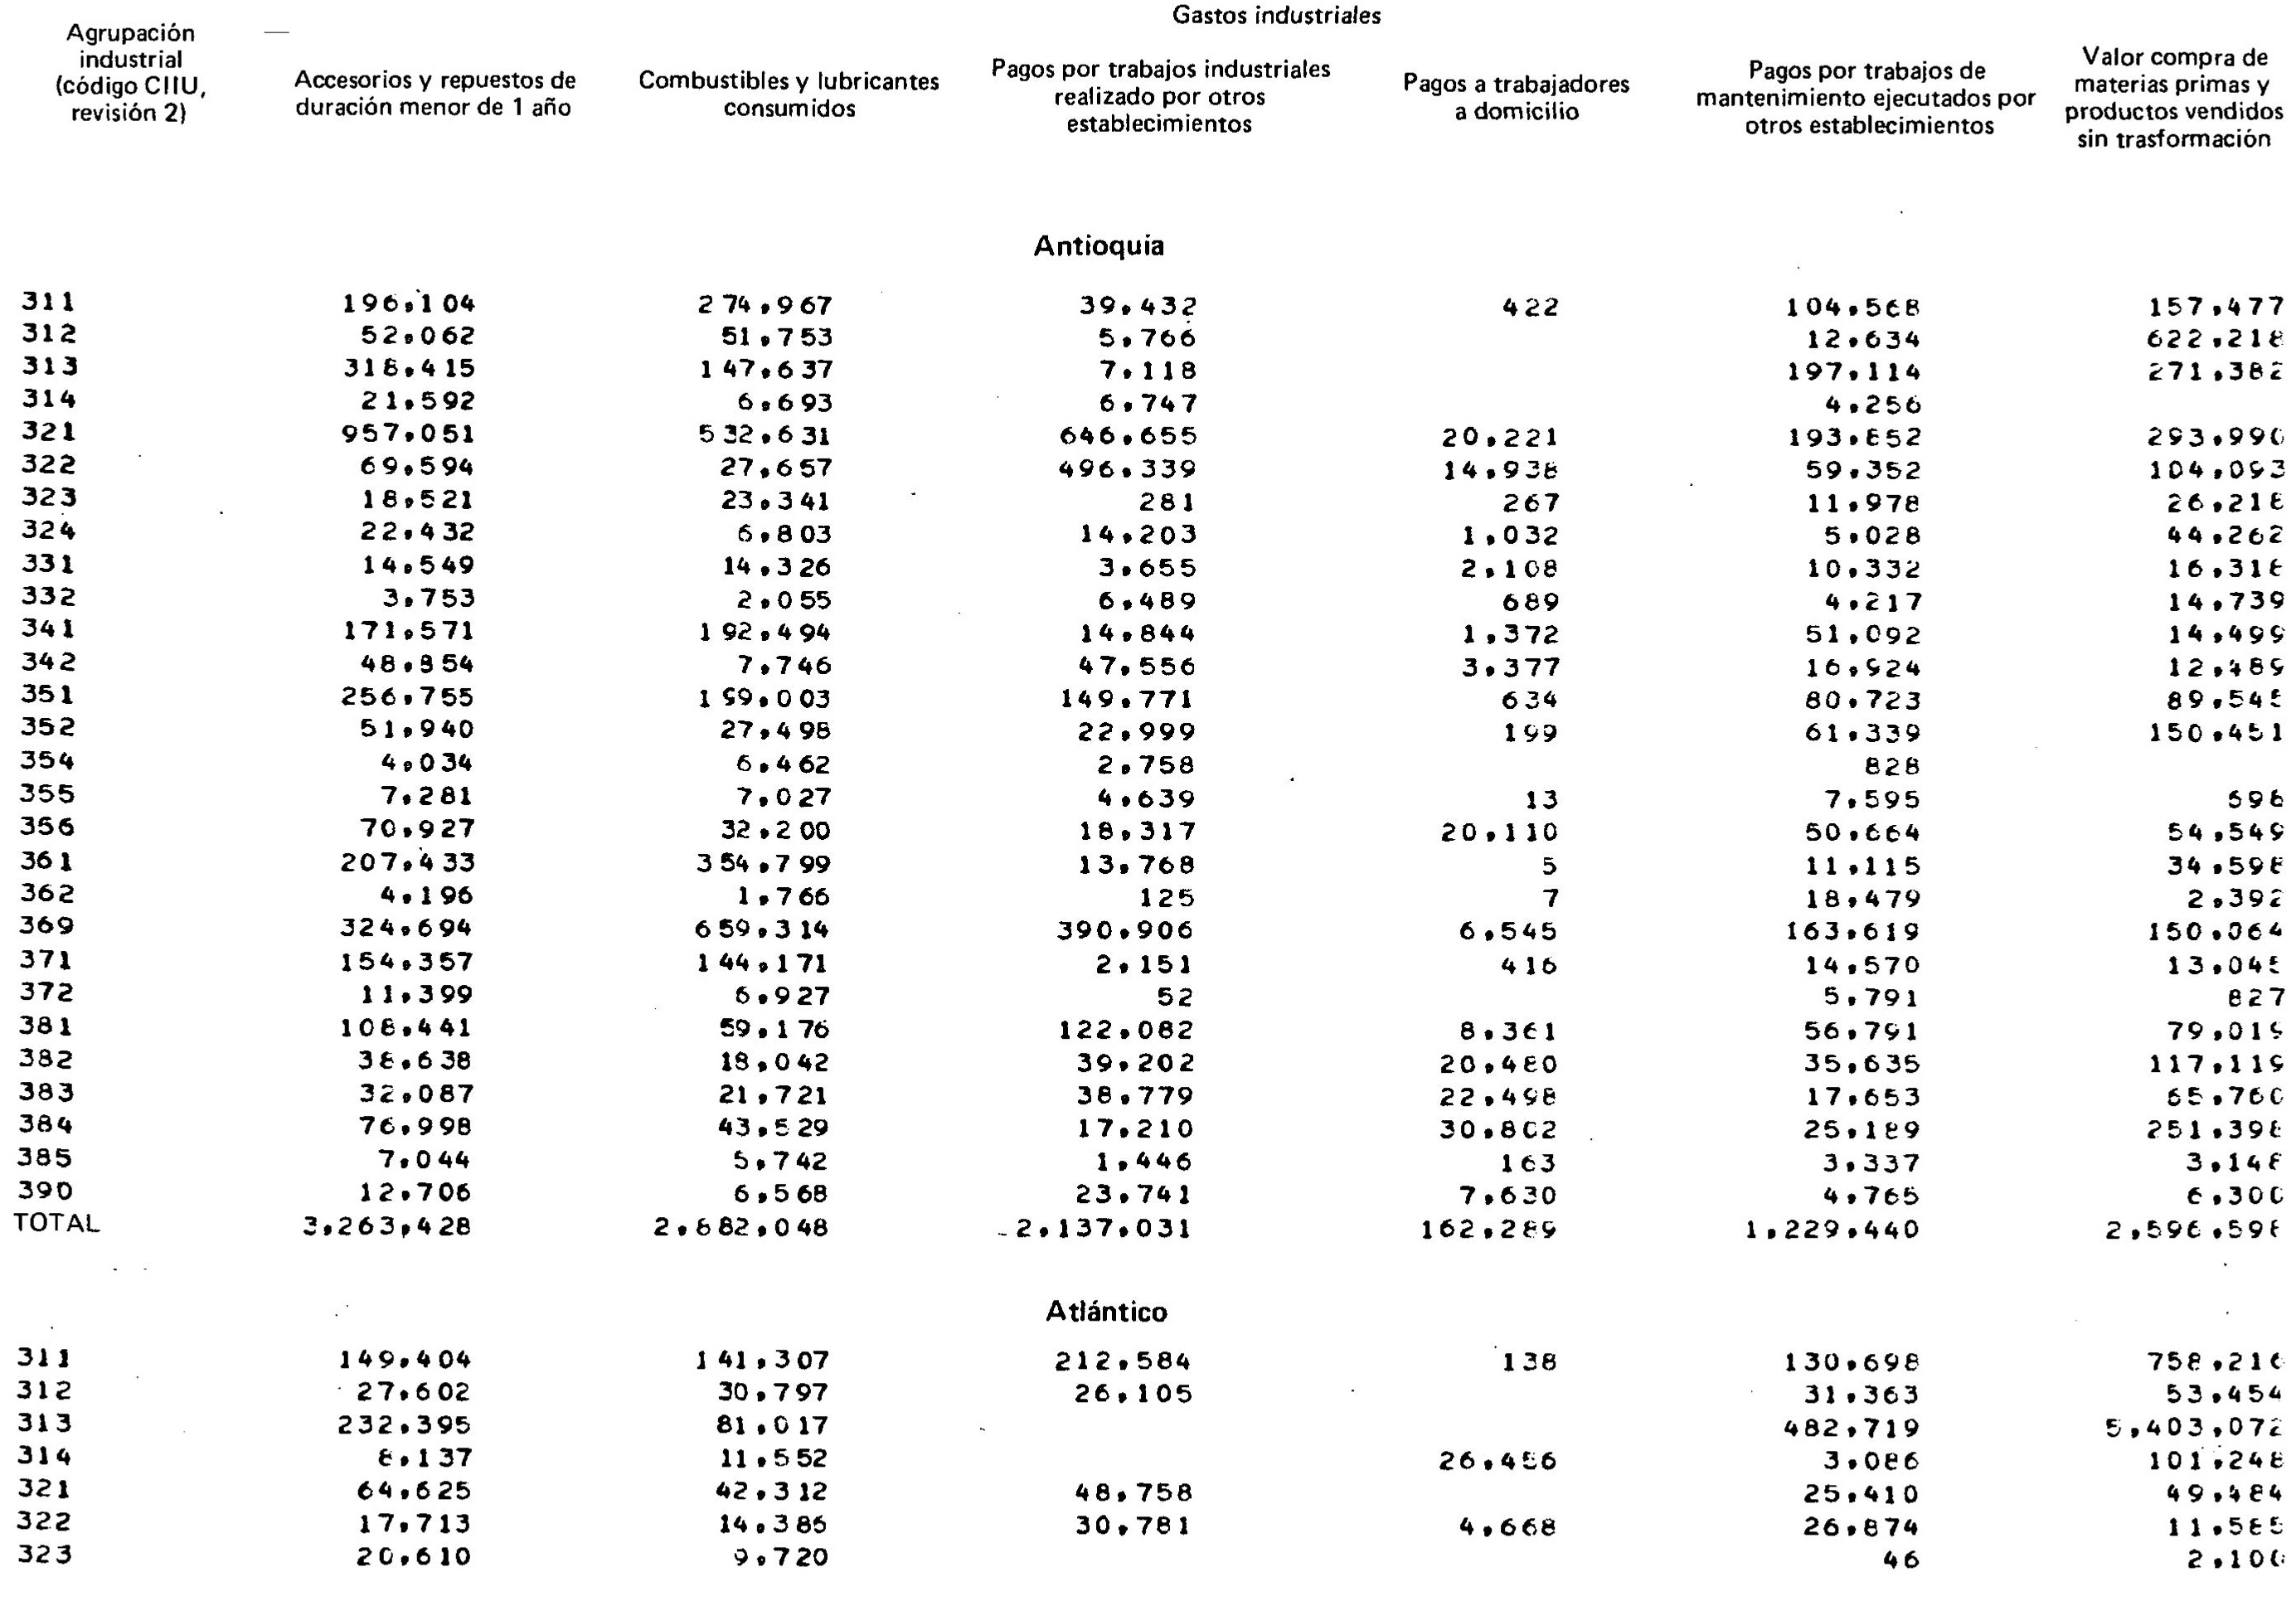 Gastos industriales
Agrupación industrial (código CIIU, revisión 2) Accesorios y repuestos de duración menor de 1 año Combustibles y lubricantes consumidos Pagos por trabajos industriales realizado por otros establecimientos Pagos a trabajadores a domicilio Pagos por trabajos de mantenimiento ejecutados por otros establecimientos Valor compra de materias primas y productos vendidos sin trasformación
Antioquia
311 196,104 274,967 39,432 422 104,568 157,477
312 52,062 51,753 5,766 12,634 622,218
313 318,415 147,637 7,118 197,114 271,382
314 21,592 6,693 6,747 4,256
321 957,051 532,631 646,655 20,221 193,852 293,990
322 69,594 27,657 496,339 14,938 59,352 104,093
323 18,521 23,341 281 267 11,978 26,218
324 22,432 6,803 14,203 1,032 5,028 44,262
331 14,549 14,326 3,655 2,108 10,332 16,318
332 3,753 2,055 6,489 689 4,217 14,739
341 171,571 192,494 14,844 1,372 51,092 14,499
342 48,854 7,746 47,556 3,377 16,924 12,489
351 256,755 199,003 149,771 634 80,723 89,545
352 51,940 27,498 22,999 199 61,339 150,451
354 4,034 6,462 2,758 828
355 7,281 7,027 4,639 13 7,595 698
356 70,927 32,200 18,317 20,110 50,664 54,549
361 207,433 354,799 13,768 5 11,115 34,598
362 4,196 1,766 125 7 18,479 2,392
369 324,694 659,314 390,906 6,545 163,619 150,064
371 154,357 144,171 2,151 416 14,570 13,045
372 11,399 6,927 52 5,791 827
381 108,441 59,176 122,082 8,361 56,791 79,019
382 38,638 18,042 39,202 20,480 35,635 117,119
383 32,087 21,721 38,779 22,498 17,653 65,760
384 76,998 43,529 17,210 30,802 25,189 251,398
385 7,044 5,742 1,446 163 3,337 3,148
390 12,706 6,568 23,741 7,630 4,765 6,300
TOTAL 3,263,428 2,882,048 2,137,031 162,289 1,229,440 2,596,598
Atlántico
311 149,404 141,307 212,584 138 130,698 758,216
312 27,602 30,797 26,105 31,363 53,454
313 232,395 81,017 482,719 5,403,072
314 8,137 11,552 26,456 3,086 101,248
321 64,625 42,312 48,758 25,410 49,484
322 17,713 14,385 30,781 4,668 26,874 11,585
323 20,610 9,720 46 2,106